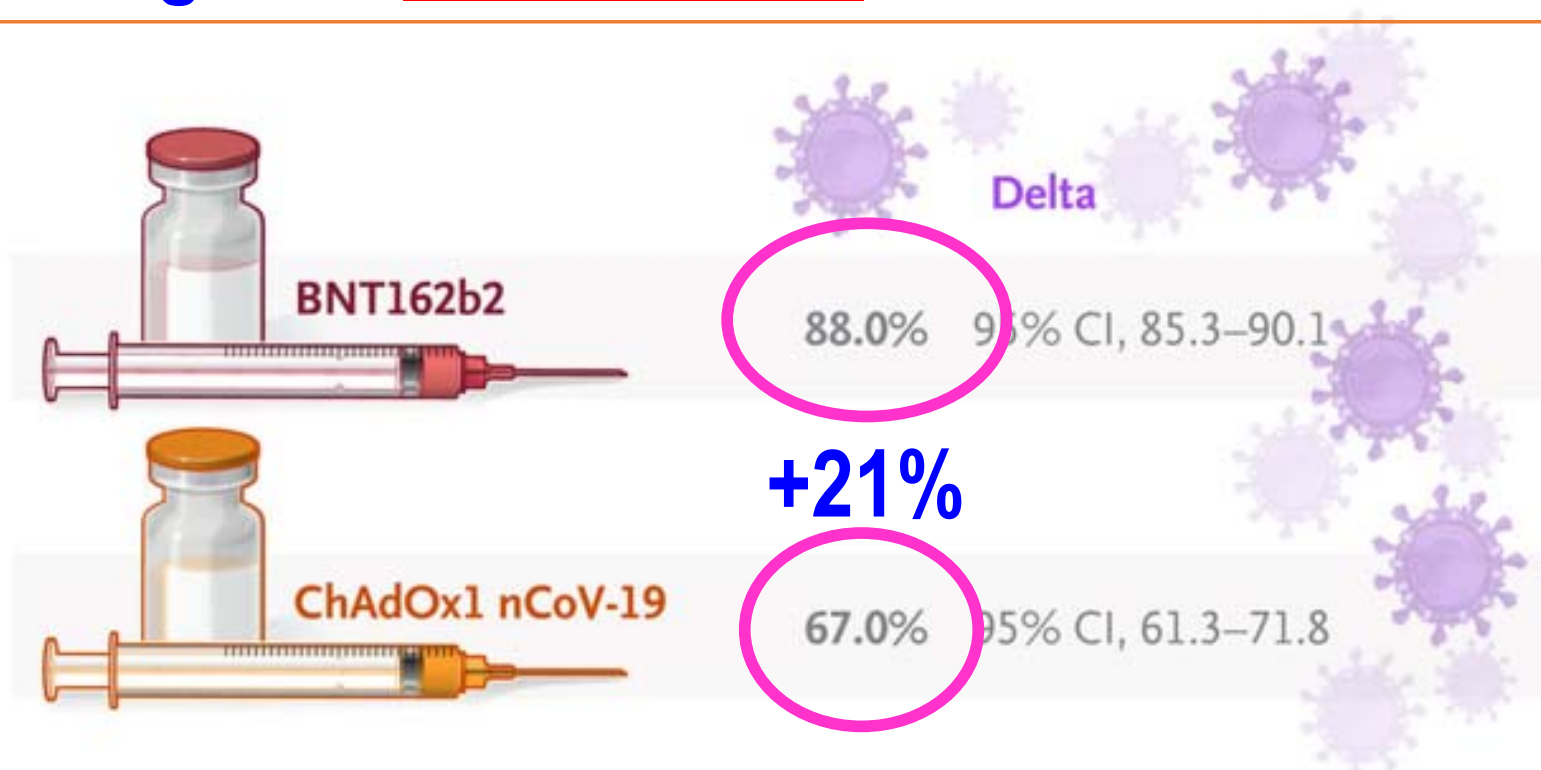 Delta
BNT162b2
88.0% 95% CI, 85.3–90.1
+21%
ChAdOx1 nCoV-19
67.0% 95% CI, 61.3–71.8